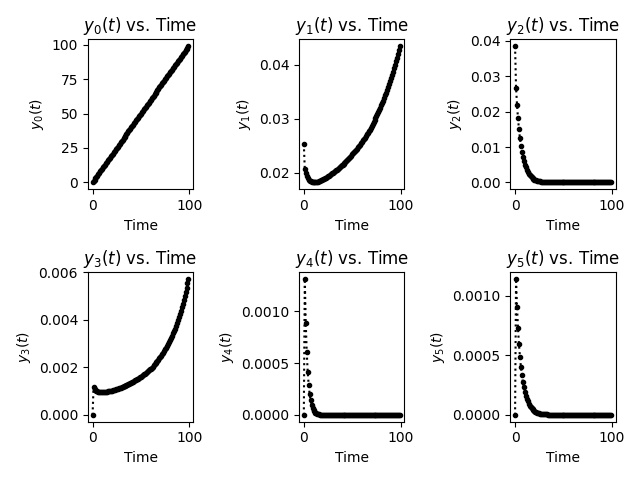 y₀(t) vs. Time
100
75
50
25
0
y₀(t)
0
100
Time
y₁(t) vs. Time
0.04
0.03
0.02
y₁(t)
0
100
Time
y₂(t) vs. Time
0.04
0.03
0.02
0.01
0.00
y₂(t)
0
100
Time
y₃(t) vs. Time
0.006
0.004
0.002
0.000
y₃(t)
0
100
Time
y₄(t) vs. Time
0.0010
0.0005
0.0000
y₄(t)
0
100
Time
y₅(t) vs. Time
0.0010
0.0005
0.0000
y₅(t)
0
100
Time